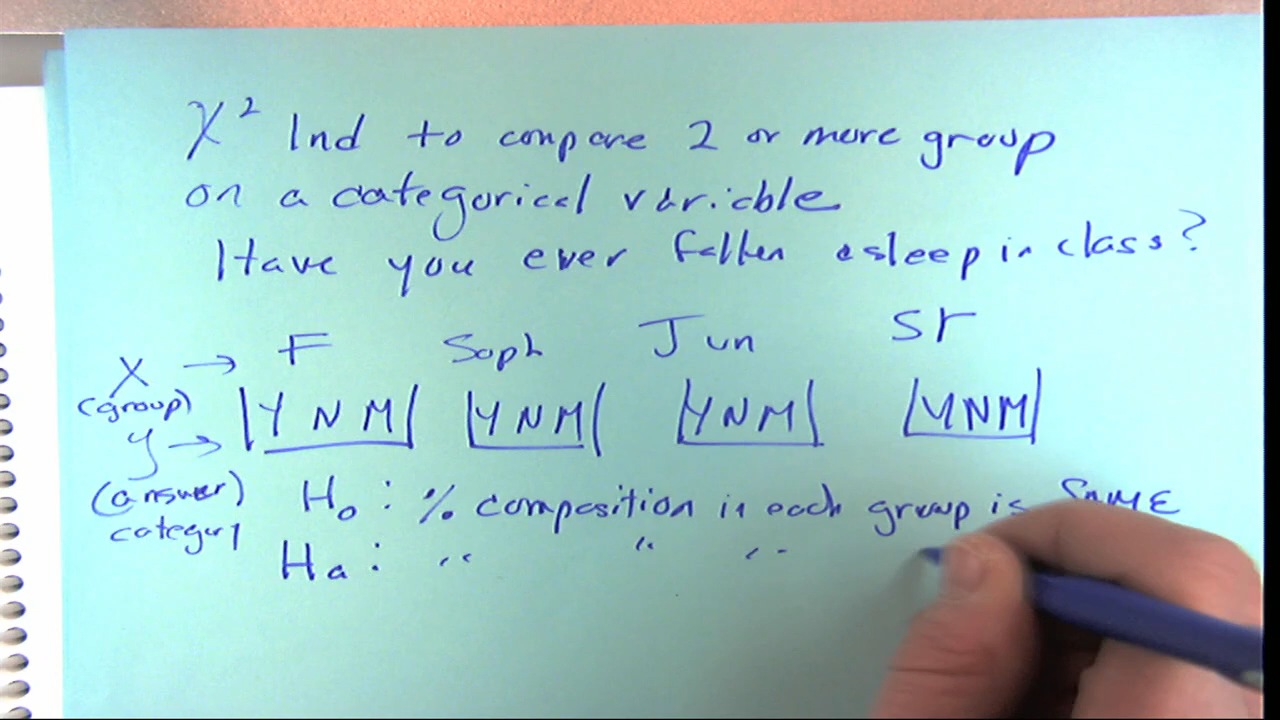 χ² Ind to compare 2 or more group
on a categorical variable
Have you ever fallen asleep in class?
X → F Soph Jun Sr
(group) |Y N M| |Y N M| |Y N M| |Y N M|
y →
(answer) H₀ : % composition in each group is SAME
categorl
Ha : " " "